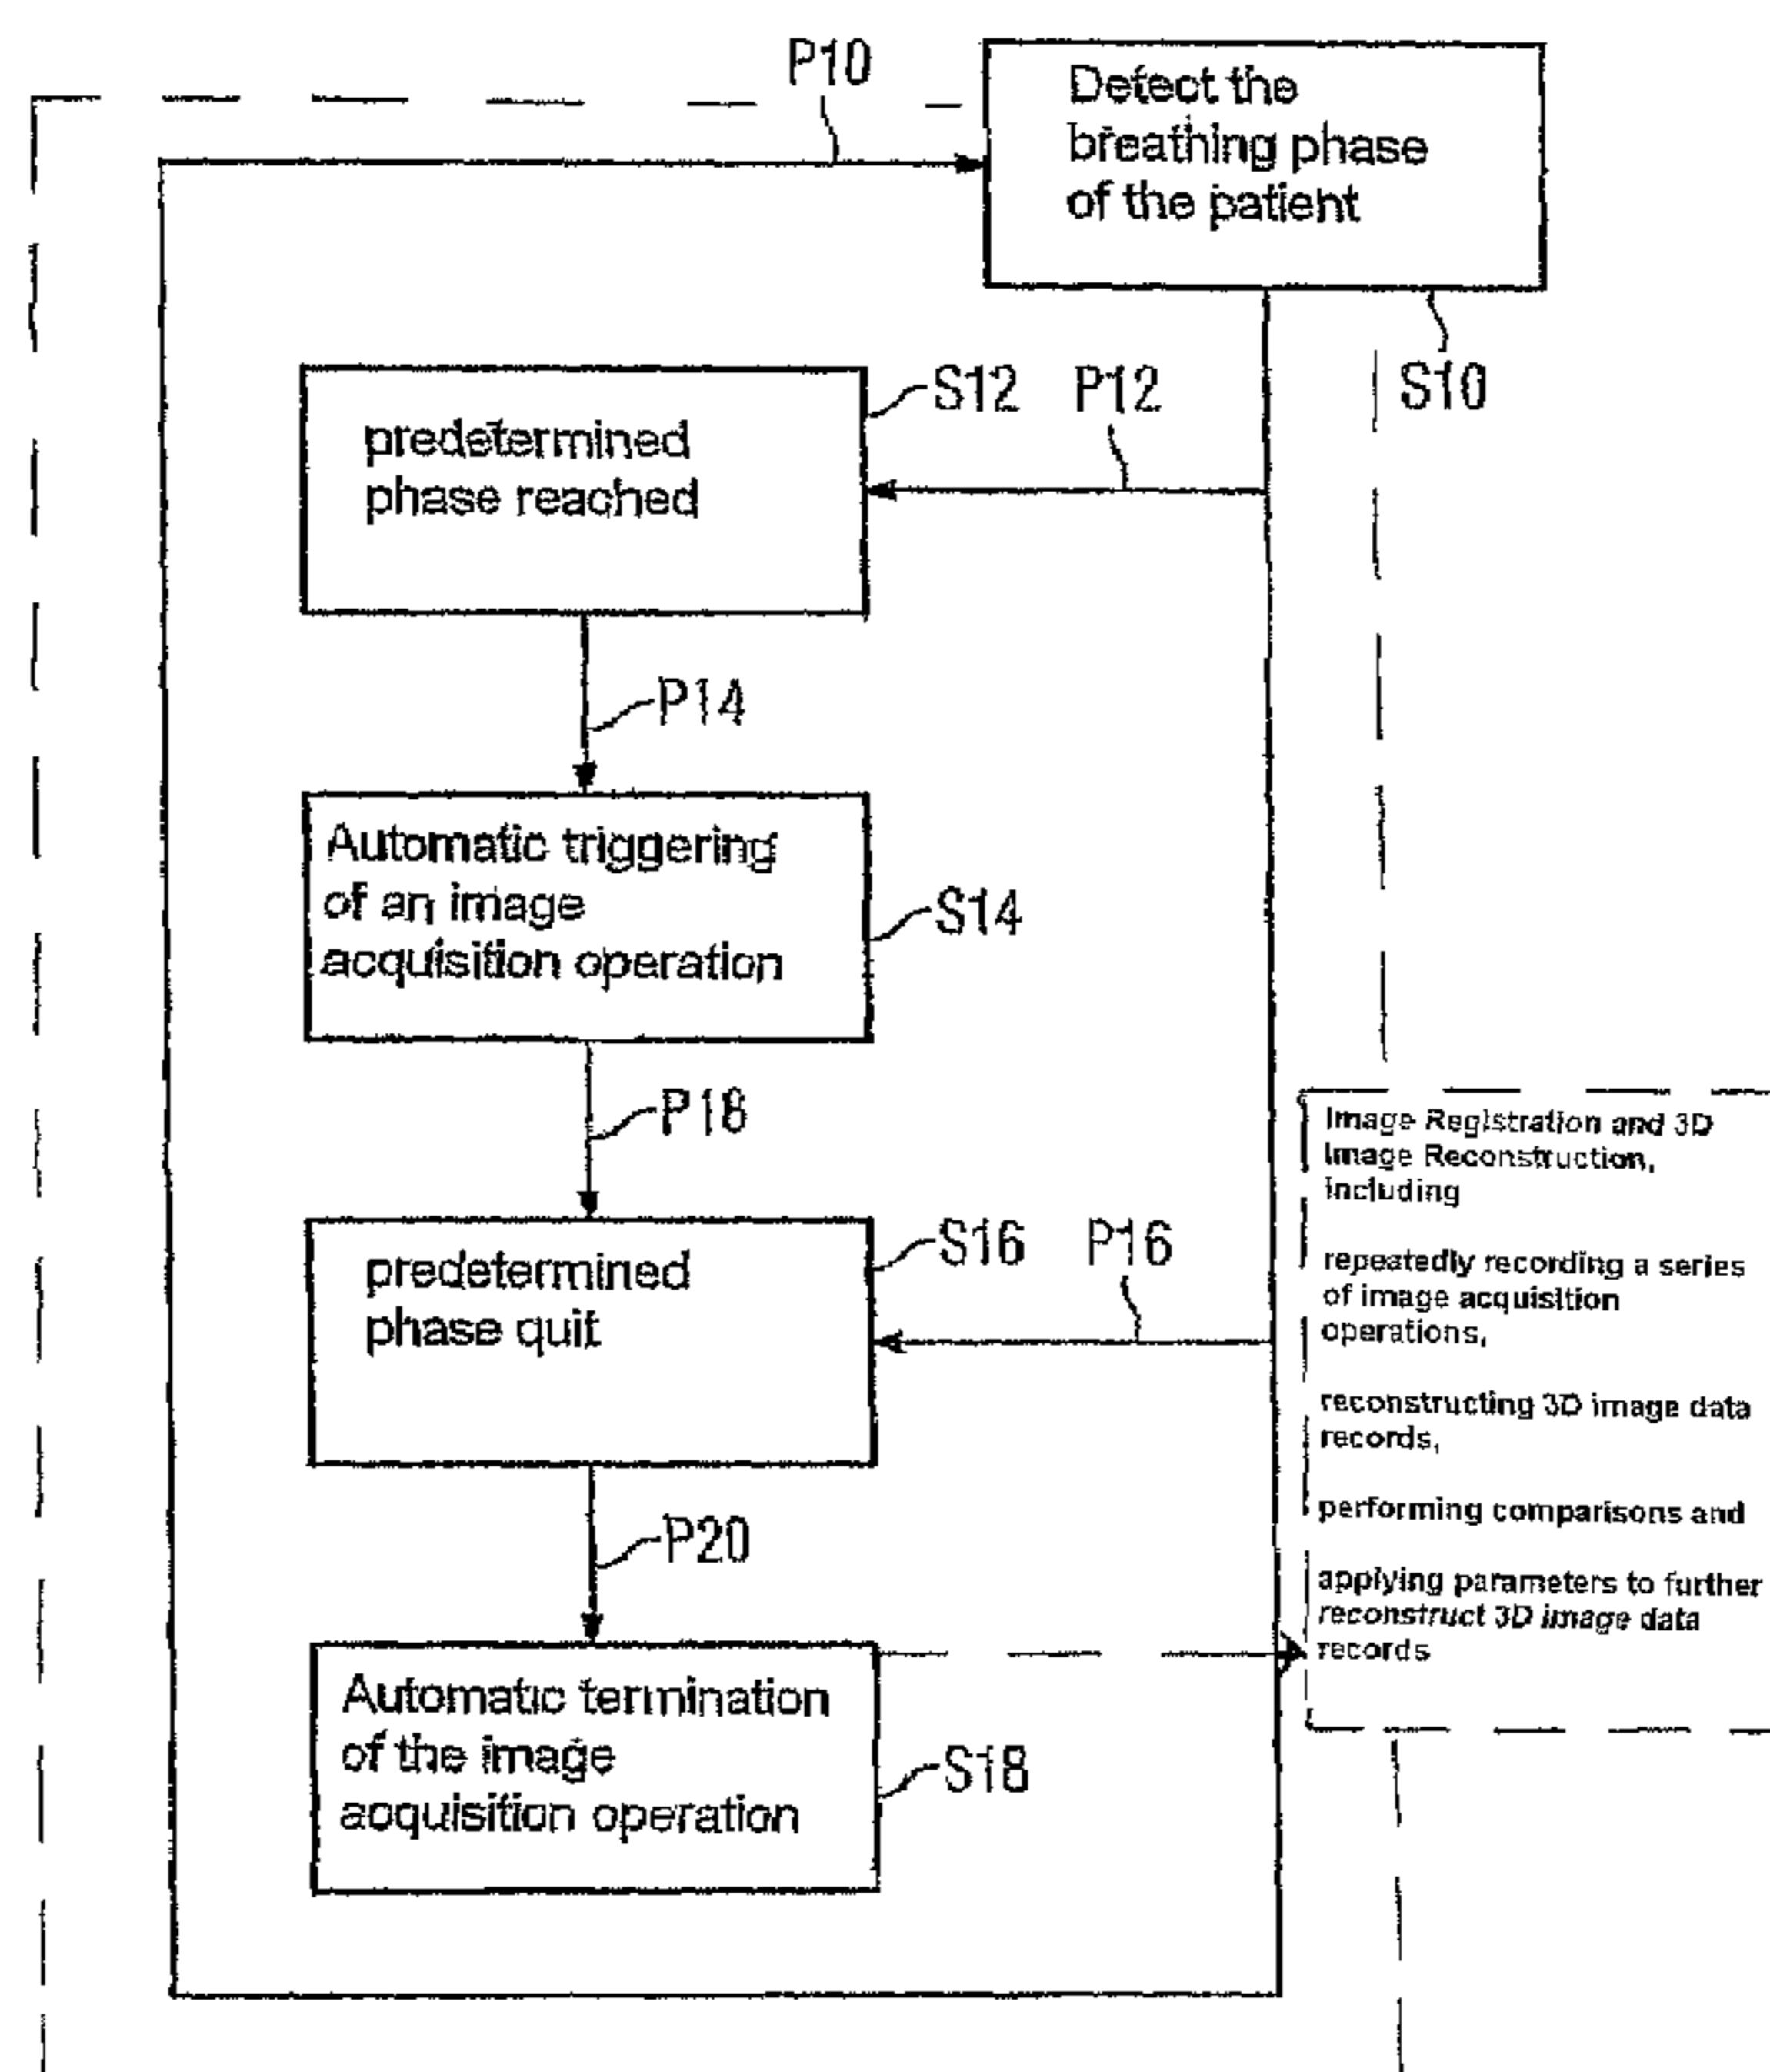 P10
Detect the
breathing phase
of the patient
S10
S12
P12
predetermined
phase reached
P14
Automatic triggering
of an image
acquisition operation
S14
P18
S16
P16
predetermined
phase quit
P20
Automatic termination
of the image
acquisition operation
S18
Image Registration and 3D
Image Reconstruction,
including
repeatedly recording a series
of image acquisition
operations,
reconstructing 3D image data
records,
performing comparisons and
applying parameters to further
reconstruct 3D image data
records